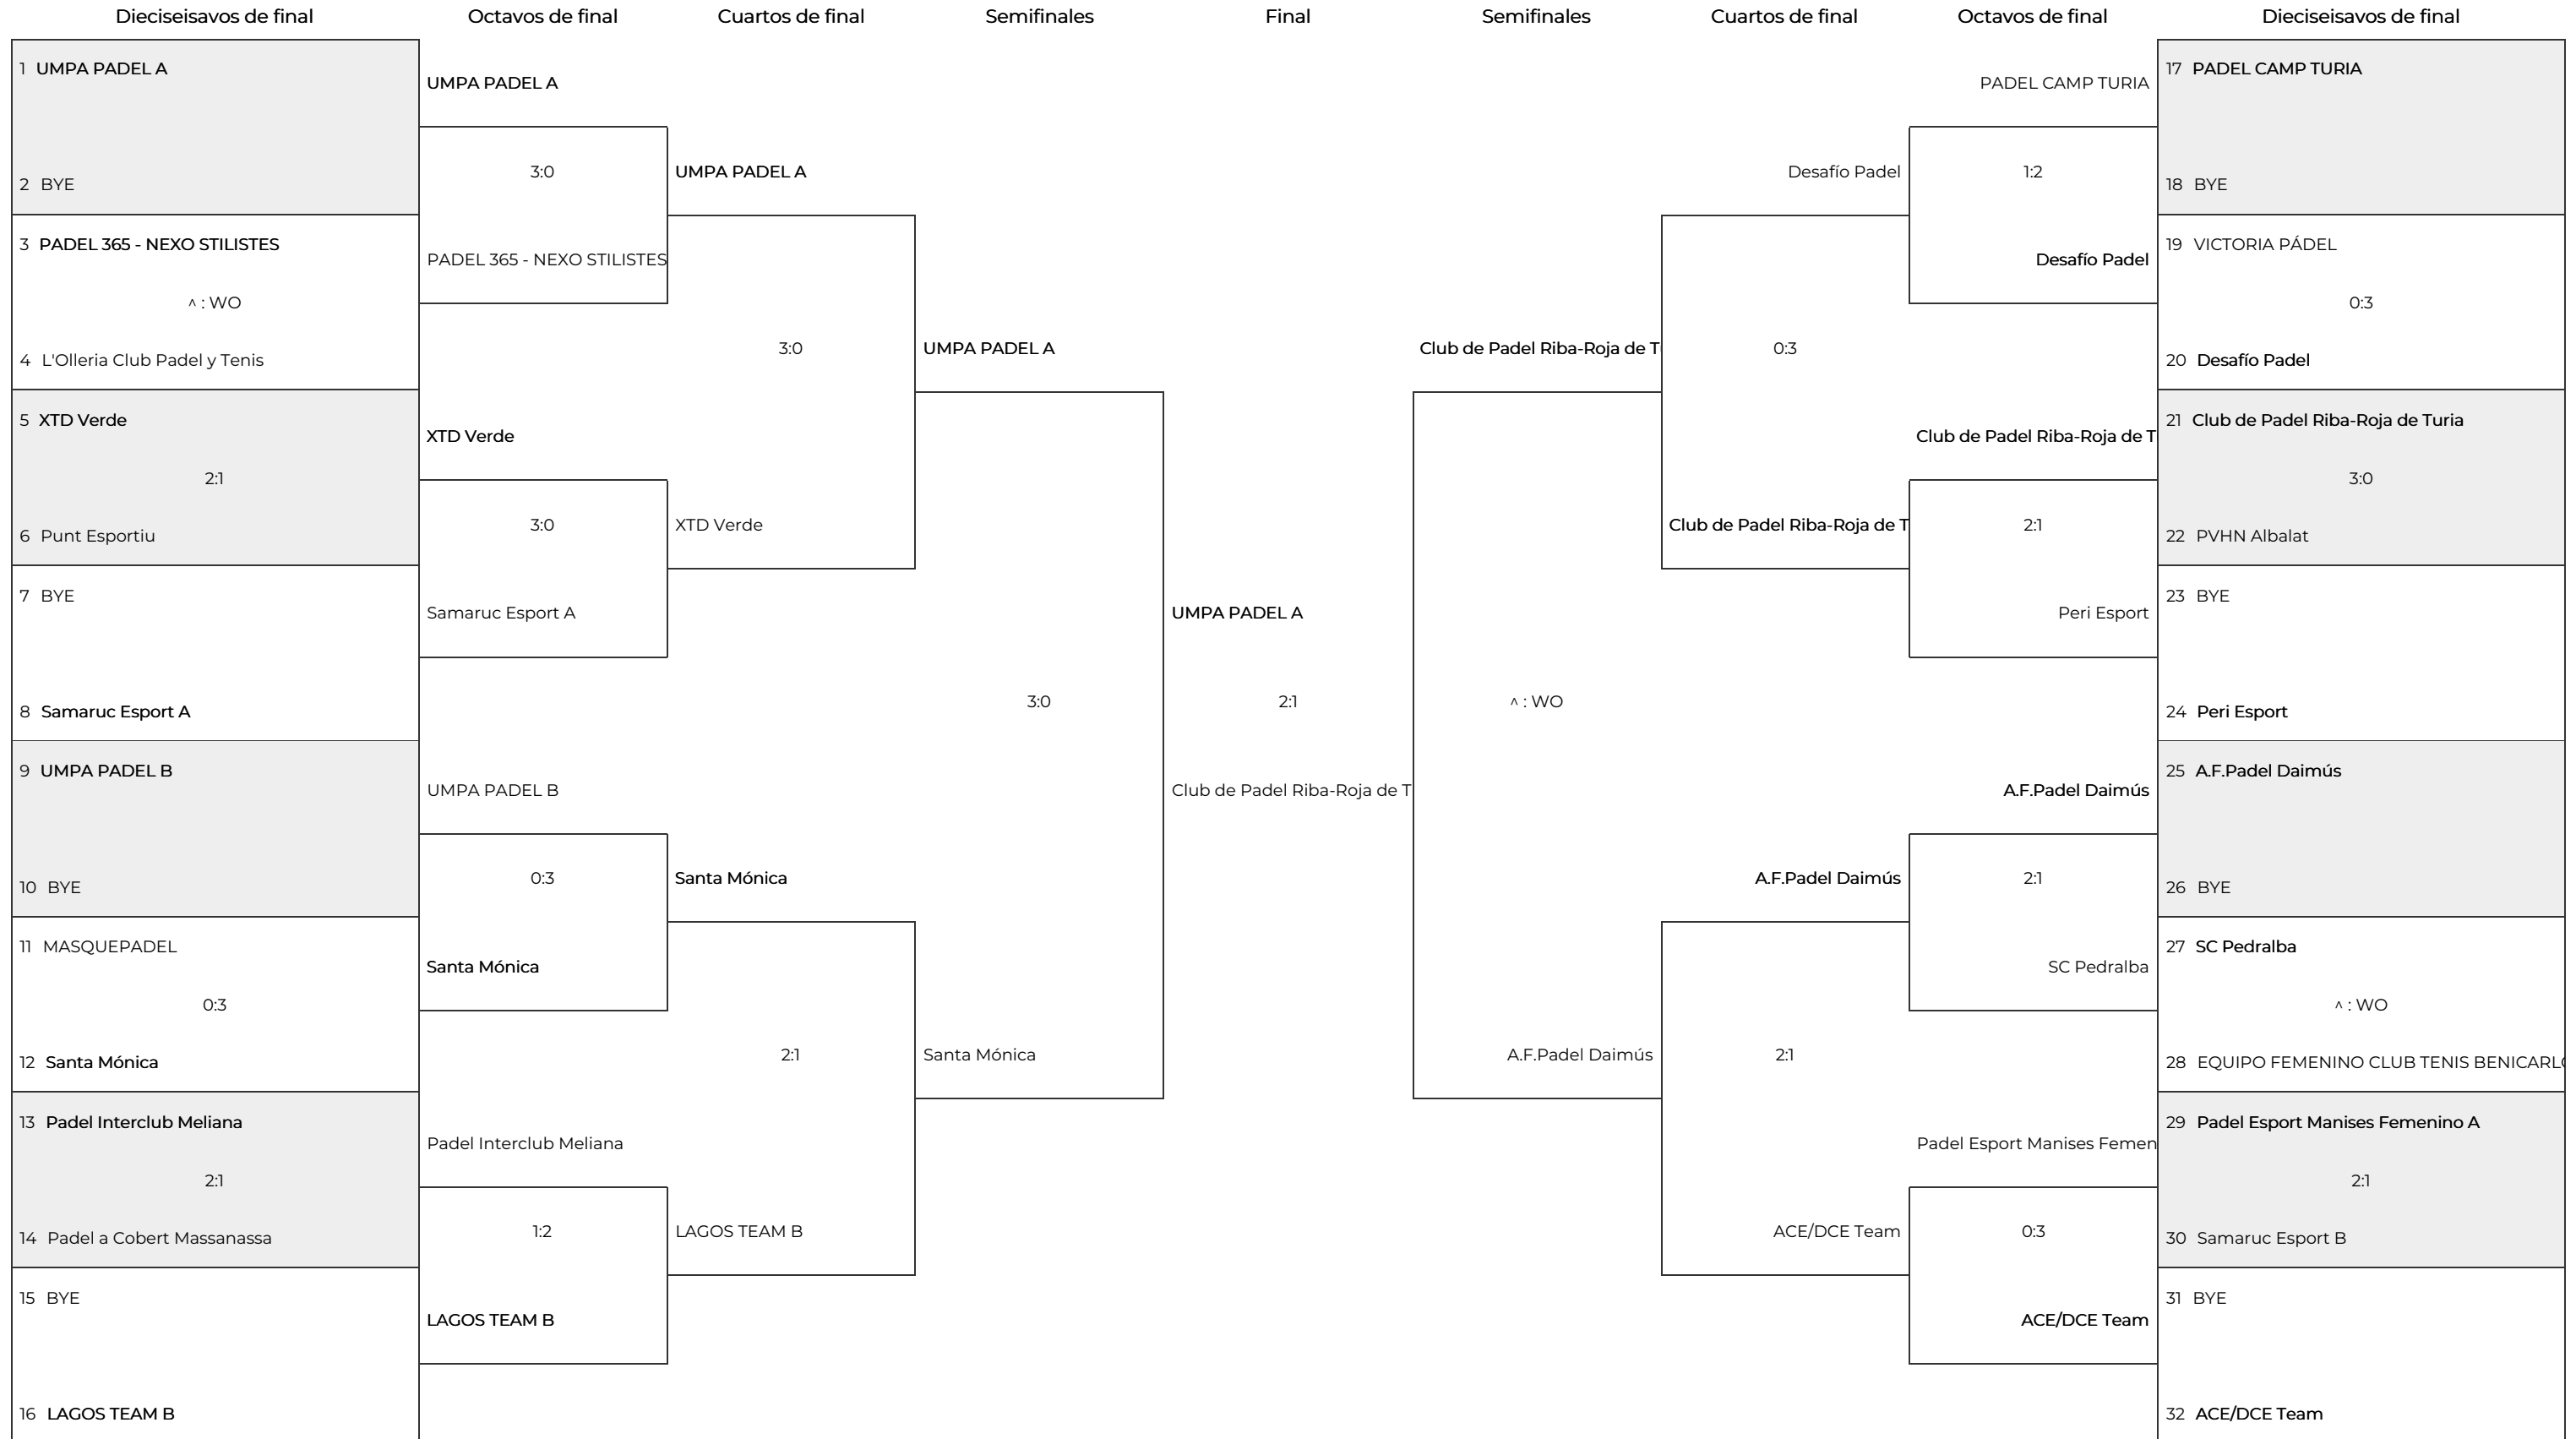 Dieciseisavos de final
Octavos de final
Cuartos de final
Semifinales
Final
Semifinales
Cuartos de final
Octavos de final
Dieciseisavos de final
1 UMPA PADEL A
2 BYE
3 PADEL 365 - NEXO STILISTES
^ : WO
4 L'Olleria Club Padel y Tenis
5 XTD Verde
2:1
6 Punt Esportiu
7 BYE
8 Samaruc Esport A
9 UMPA PADEL B
10 BYE
11 MASQUEPADEL
0:3
12 Santa Mónica
13 Padel Interclub Meliana
2:1
14 Padel a Cobert Massanassa
15 BYE
16 LAGOS TEAM B
UMPA PADEL A
3:0
PADEL 365 - NEXO STILISTES
XTD Verde
3:0
Samaruc Esport A
UMPA PADEL B
0:3
Santa Mónica
Padel Interclub Meliana
1:2
LAGOS TEAM B
UMPA PADEL A
3:0
XTD Verde
Santa Mónica
2:1
LAGOS TEAM B
UMPA PADEL A
3:0
Santa Mónica
UMPA PADEL A
2:1
Club de Padel Riba-Roja de T
Club de Padel Riba-Roja de T
^ : WO
A.F.Padel Daimús
Desafío Padel
0:3
Club de Padel Riba-Roja de T
A.F.Padel Daimús
2:1
ACE/DCE Team
PADEL CAMP TURIA
1:2
Desafío Padel
Club de Padel Riba-Roja de T
2:1
Peri Esport
A.F.Padel Daimús
2:1
SC Pedralba
Padel Esport Manises Femen
0:3
ACE/DCE Team
17 PADEL CAMP TURIA
18 BYE
19 VICTORIA PÁDEL
0:3
20 Desafío Padel
21 Club de Padel Riba-Roja de Turia
3:0
22 PVHN Albalat
23 BYE
24 Peri Esport
25 A.F.Padel Daimús
26 BYE
27 SC Pedralba
^ : WO
28 EQUIPO FEMENINO CLUB TENIS BENICARLO
29 Padel Esport Manises Femenino A
2:1
30 Samaruc Esport B
31 BYE
32 ACE/DCE Team